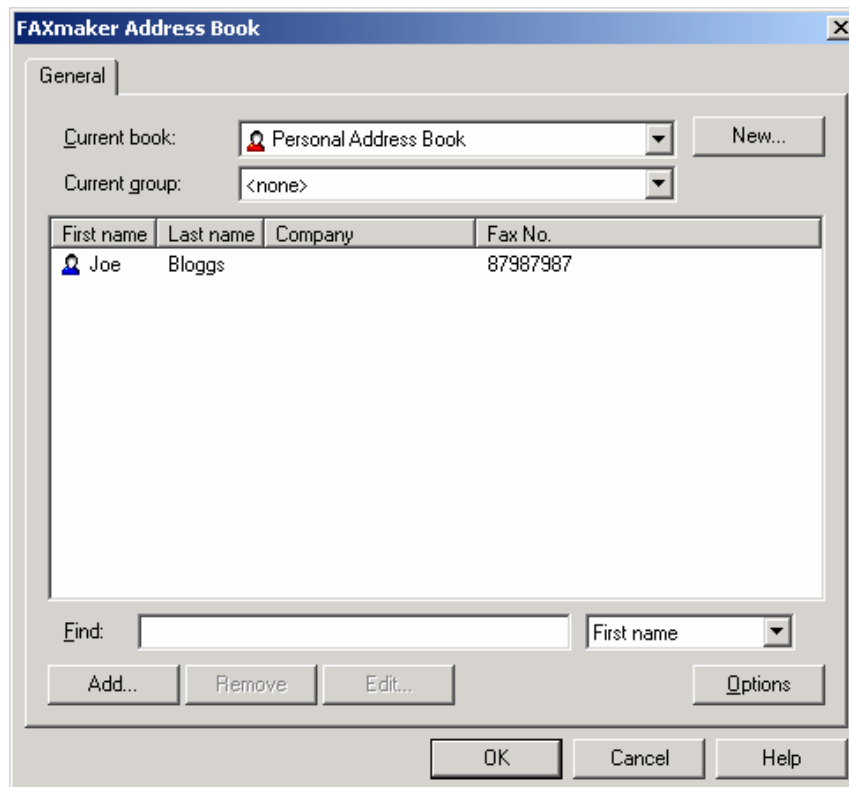 FAXmaker Address Book
General
Current book: Personal Address Book New...
Current group: <none>
First name Last name Company Fax No.
Joe Bloggs 87987987
Find: First name
Add... Remove Edit... Options
OK Cancel Help